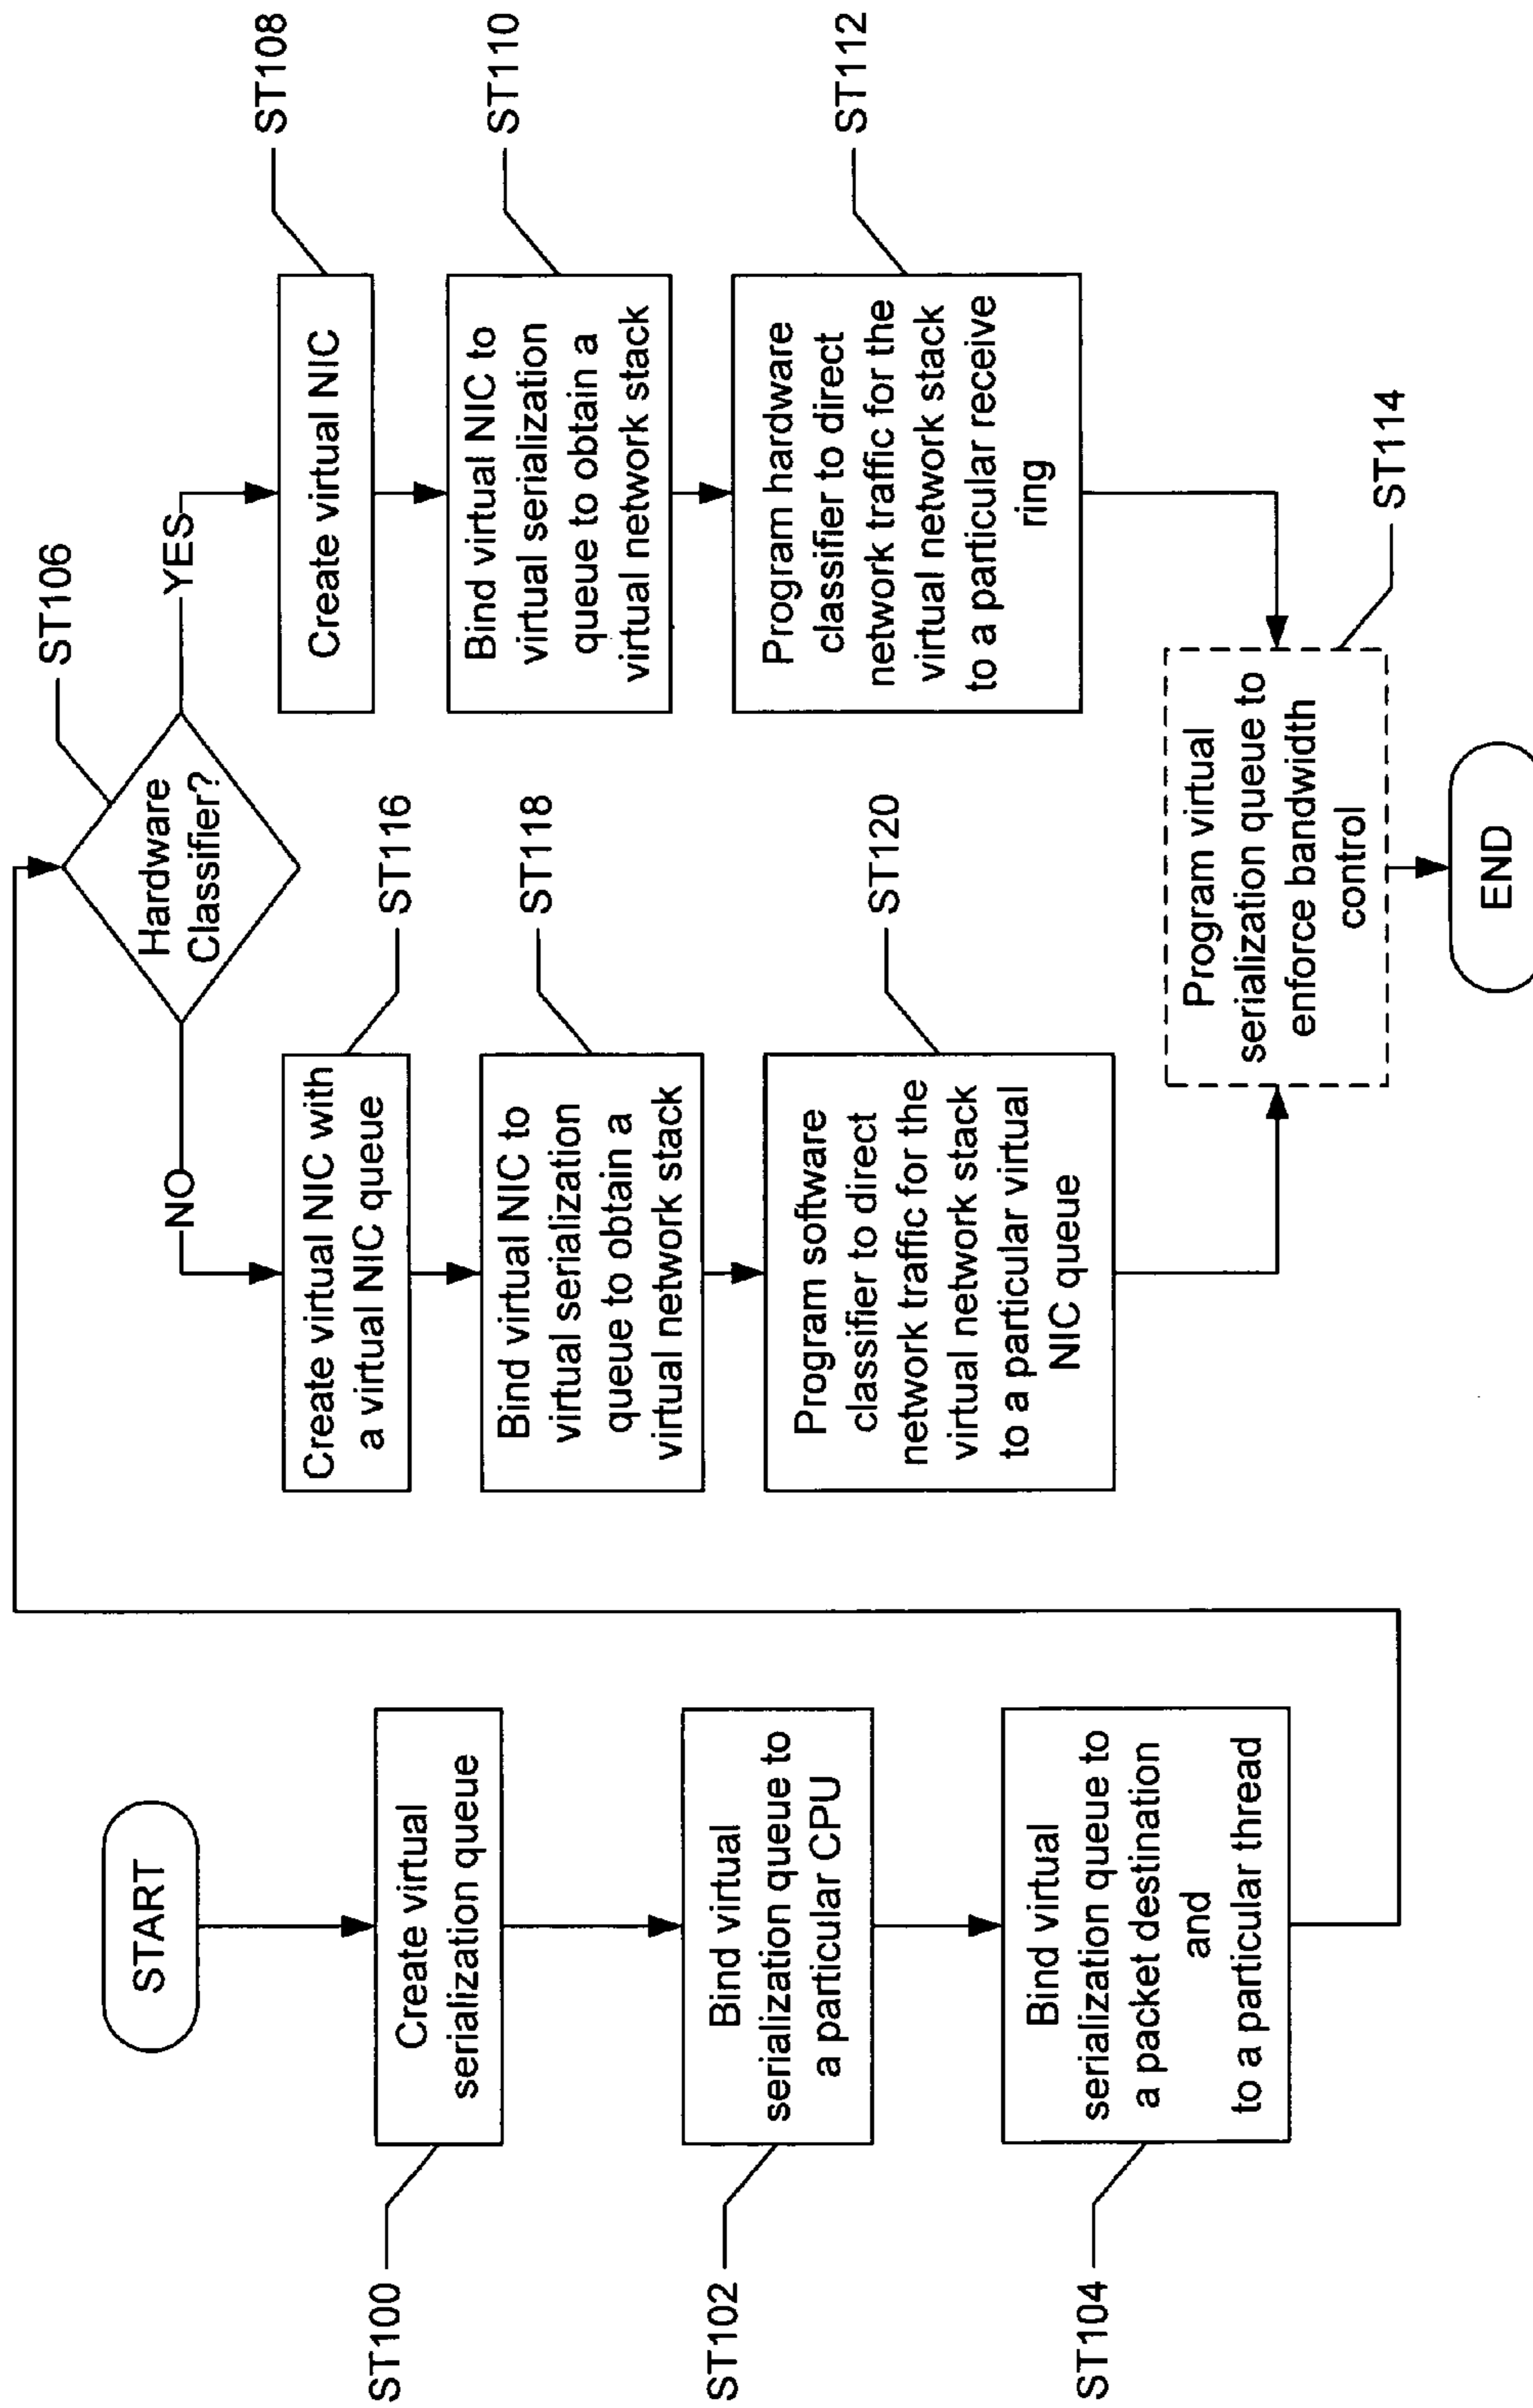 START
Create virtual
serialization queue
ST100
Bind virtual
serialization queue to
a particular CPU
ST102
Bind virtual
serialization queue to
a packet destination
and
to a particular thread
ST104
Hardware
Classifier?
ST106
NO
YES
Create virtual NIC with
a virtual NIC queue
ST116
Bind virtual NIC to
virtual serialization
queue to obtain a
virtual network stack
ST118
Program software
classifier to direct
network traffic for the
virtual network stack
to a particular virtual
NIC queue
ST120
Create virtual NIC
ST108
Bind virtual NIC to
virtual serialization
queue to obtain a
virtual network stack
ST110
Program hardware
classifier to direct
network traffic for the
virtual network stack
to a particular receive
ring
ST112
Program virtual
serialization queue to
enforce bandwidth
control
ST114
END